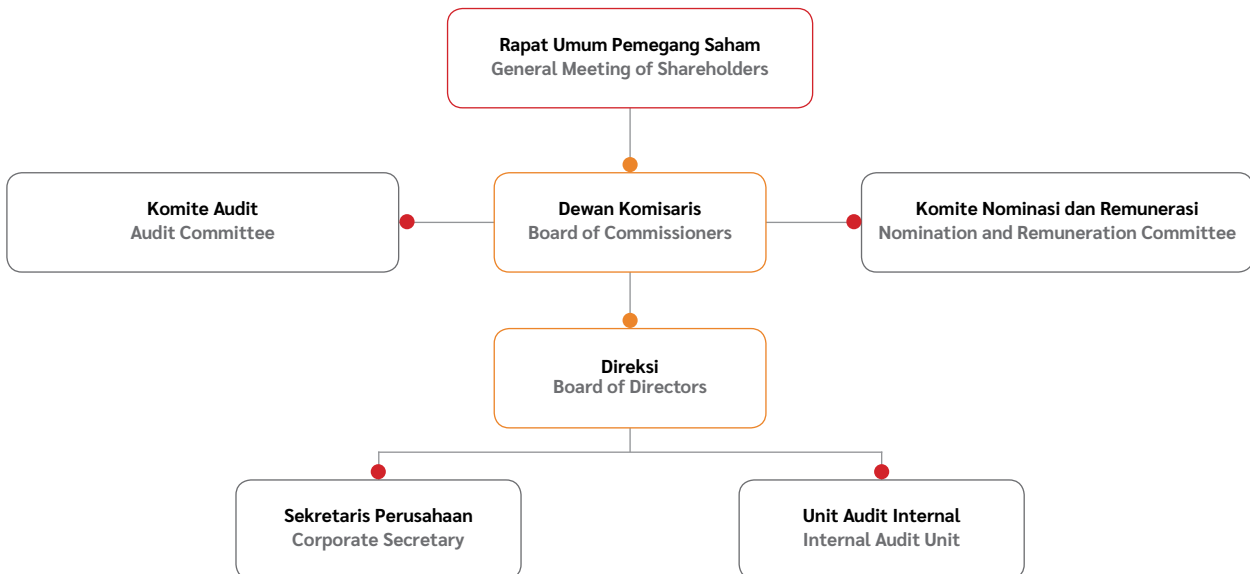 Rapat Umum Pemegang Saham
General Meeting of Shareholders
Komite Audit
Audit Committee
Dewan Komisaris
Board of Commissioners
Komite Nominasi dan Remunerasi
Nomination and Remuneration Committee
Direksi
Board of Directors
Sekretaris Perusahaan
Corporate Secretary
Unit Audit Internal
Internal Audit Unit